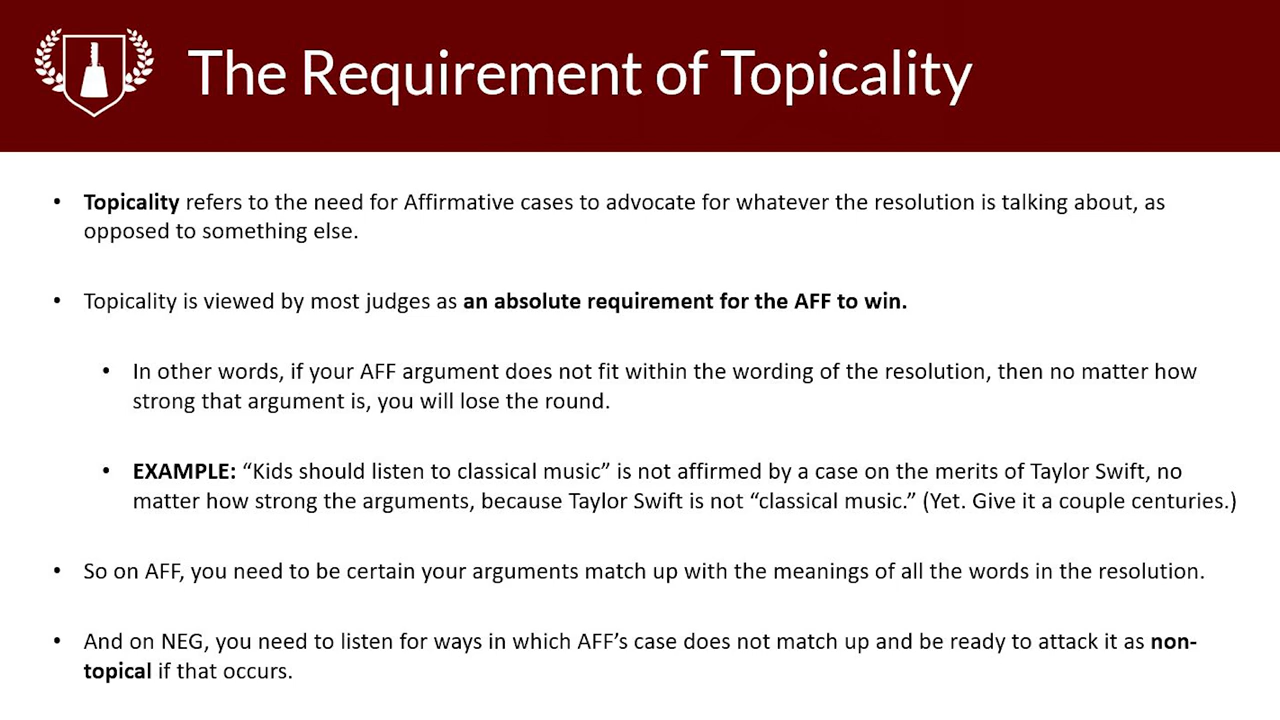 The Requirement of Topicality
• Topicality refers to the need for Affirmative cases to advocate for whatever the resolution is talking about, as
opposed to something else.
• Topicality is viewed by most judges as an absolute requirement for the AFF to win.
• In other words, if your AFF argument does not fit within the wording of the resolution, then no matter how
strong that argument is, you will lose the round.
• EXAMPLE: “Kids should listen to classical music” is not affirmed by a case on the merits of Taylor Swift, no
matter how strong the arguments, because Taylor Swift is not “classical music.” (Yet. Give it a couple centuries.)
• So on AFF, you need to be certain your arguments match up with the meanings of all the words in the resolution.
• And on NEG, you need to listen for ways in which AFF’s case does not match up and be ready to attack it as non-
topical if that occurs.